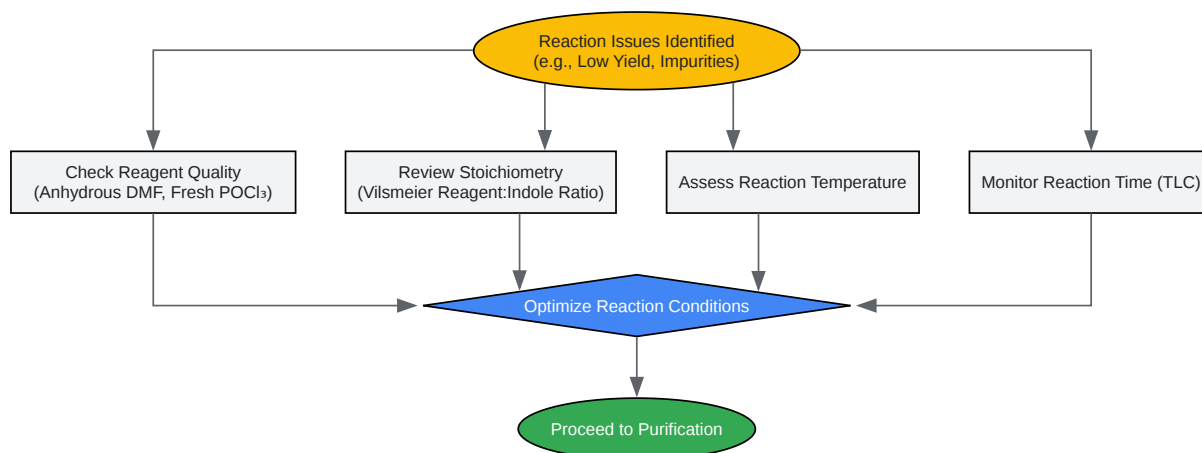 Reaction Issues Identified
(e.g., Low Yield, Impurities)
Check Reagent Quality
(Anhydrous DMF, Fresh POCl₃)
Review Stoichiometry
(Vilsmeier Reagent:Indole Ratio)
Assess Reaction Temperature
Monitor Reaction Time (TLC)
Optimize Reaction Conditions
Proceed to Purification